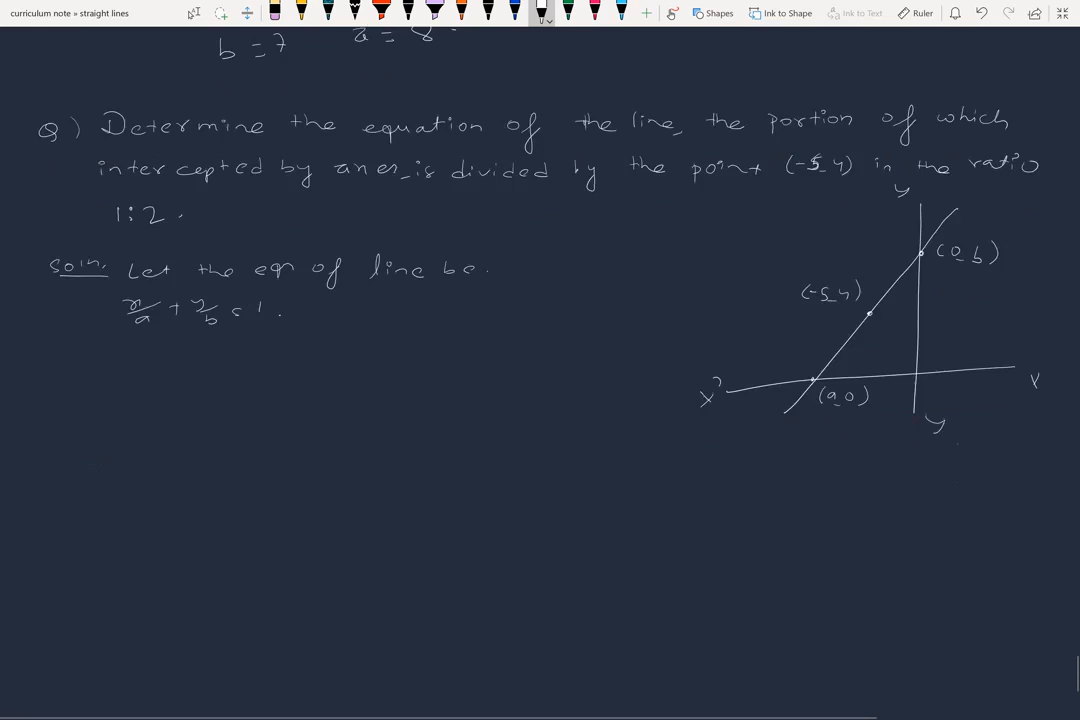 curriculum note » straight lines
Shapes
Ink to Shape
Ink to Text
Ruler
b = 7 a = 8.
Q) Determine the equation of the line, the portion of which
intercepted by axes, is divided by the point (-5,4) in the ratio
1:2.
Soln. Let the eqn of line be.
x/a + y/b = 1.
y
(0,b)
(-5,4)
X'
(a,0)
X
y